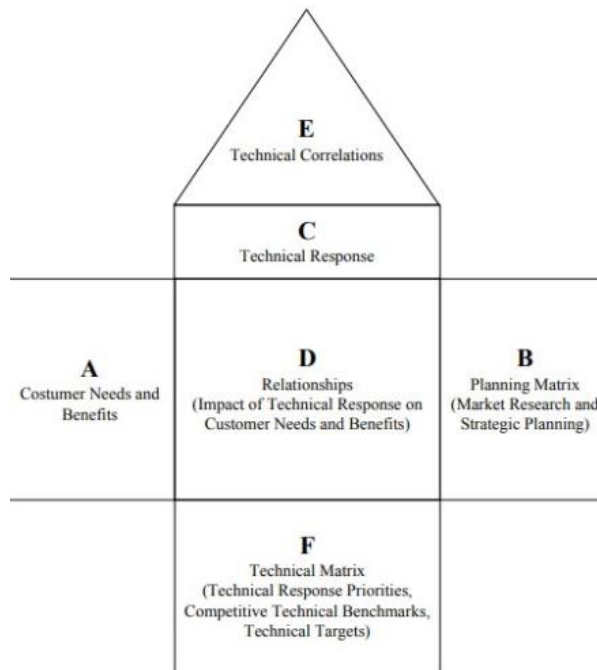 E
Technical Correlations
C
Technical Response
A
Costumer Needs and
Benefits
D
Relationships
(Impact of Technical Response on
Customer Needs and Benefits)
B
Planning Matrix
(Market Research and
Strategic Planning)
F
Technical Matrix
(Technical Response Priorities,
Competitive Technical Benchmarks,
Technical Targets)